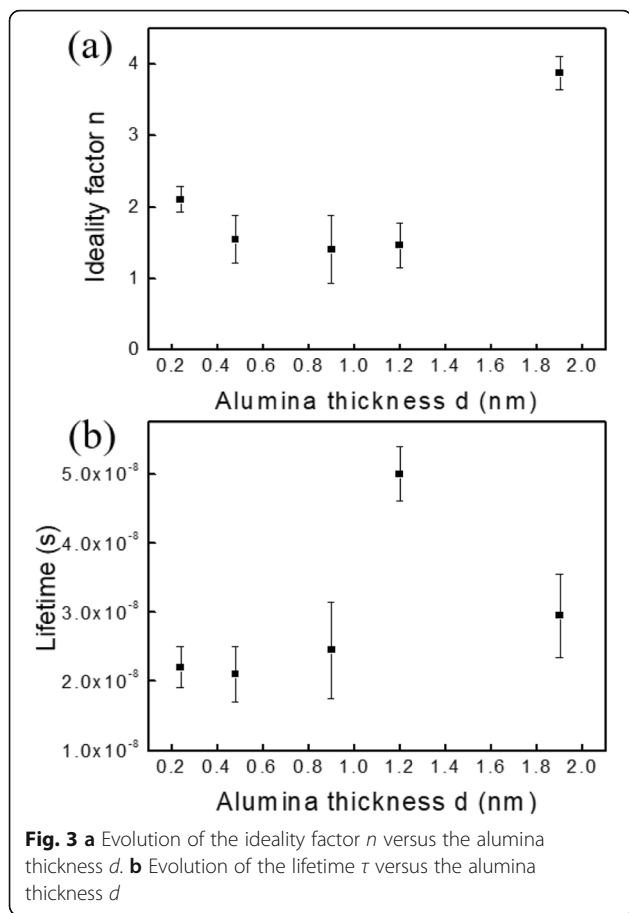 (a)
Ideality factor n
4
3
2
1
0
0.2 0.4 0.6 0.8 1.0 1.2 1.4 1.6 1.8 2.0
Alumina thickness d (nm)
(b)
Lifetime (s)
5.0x10⁻⁸
4.0x10⁻⁸
3.0x10⁻⁸
2.0x10⁻⁸
1.0x10⁻⁸
0.2 0.4 0.6 0.8 1.0 1.2 1.4 1.6 1.8 2.0
Alumina thickness d (nm)
Fig. 3 a Evolution of the ideality factor n versus the alumina
thickness d. b Evolution of the lifetime τ versus the alumina
thickness d